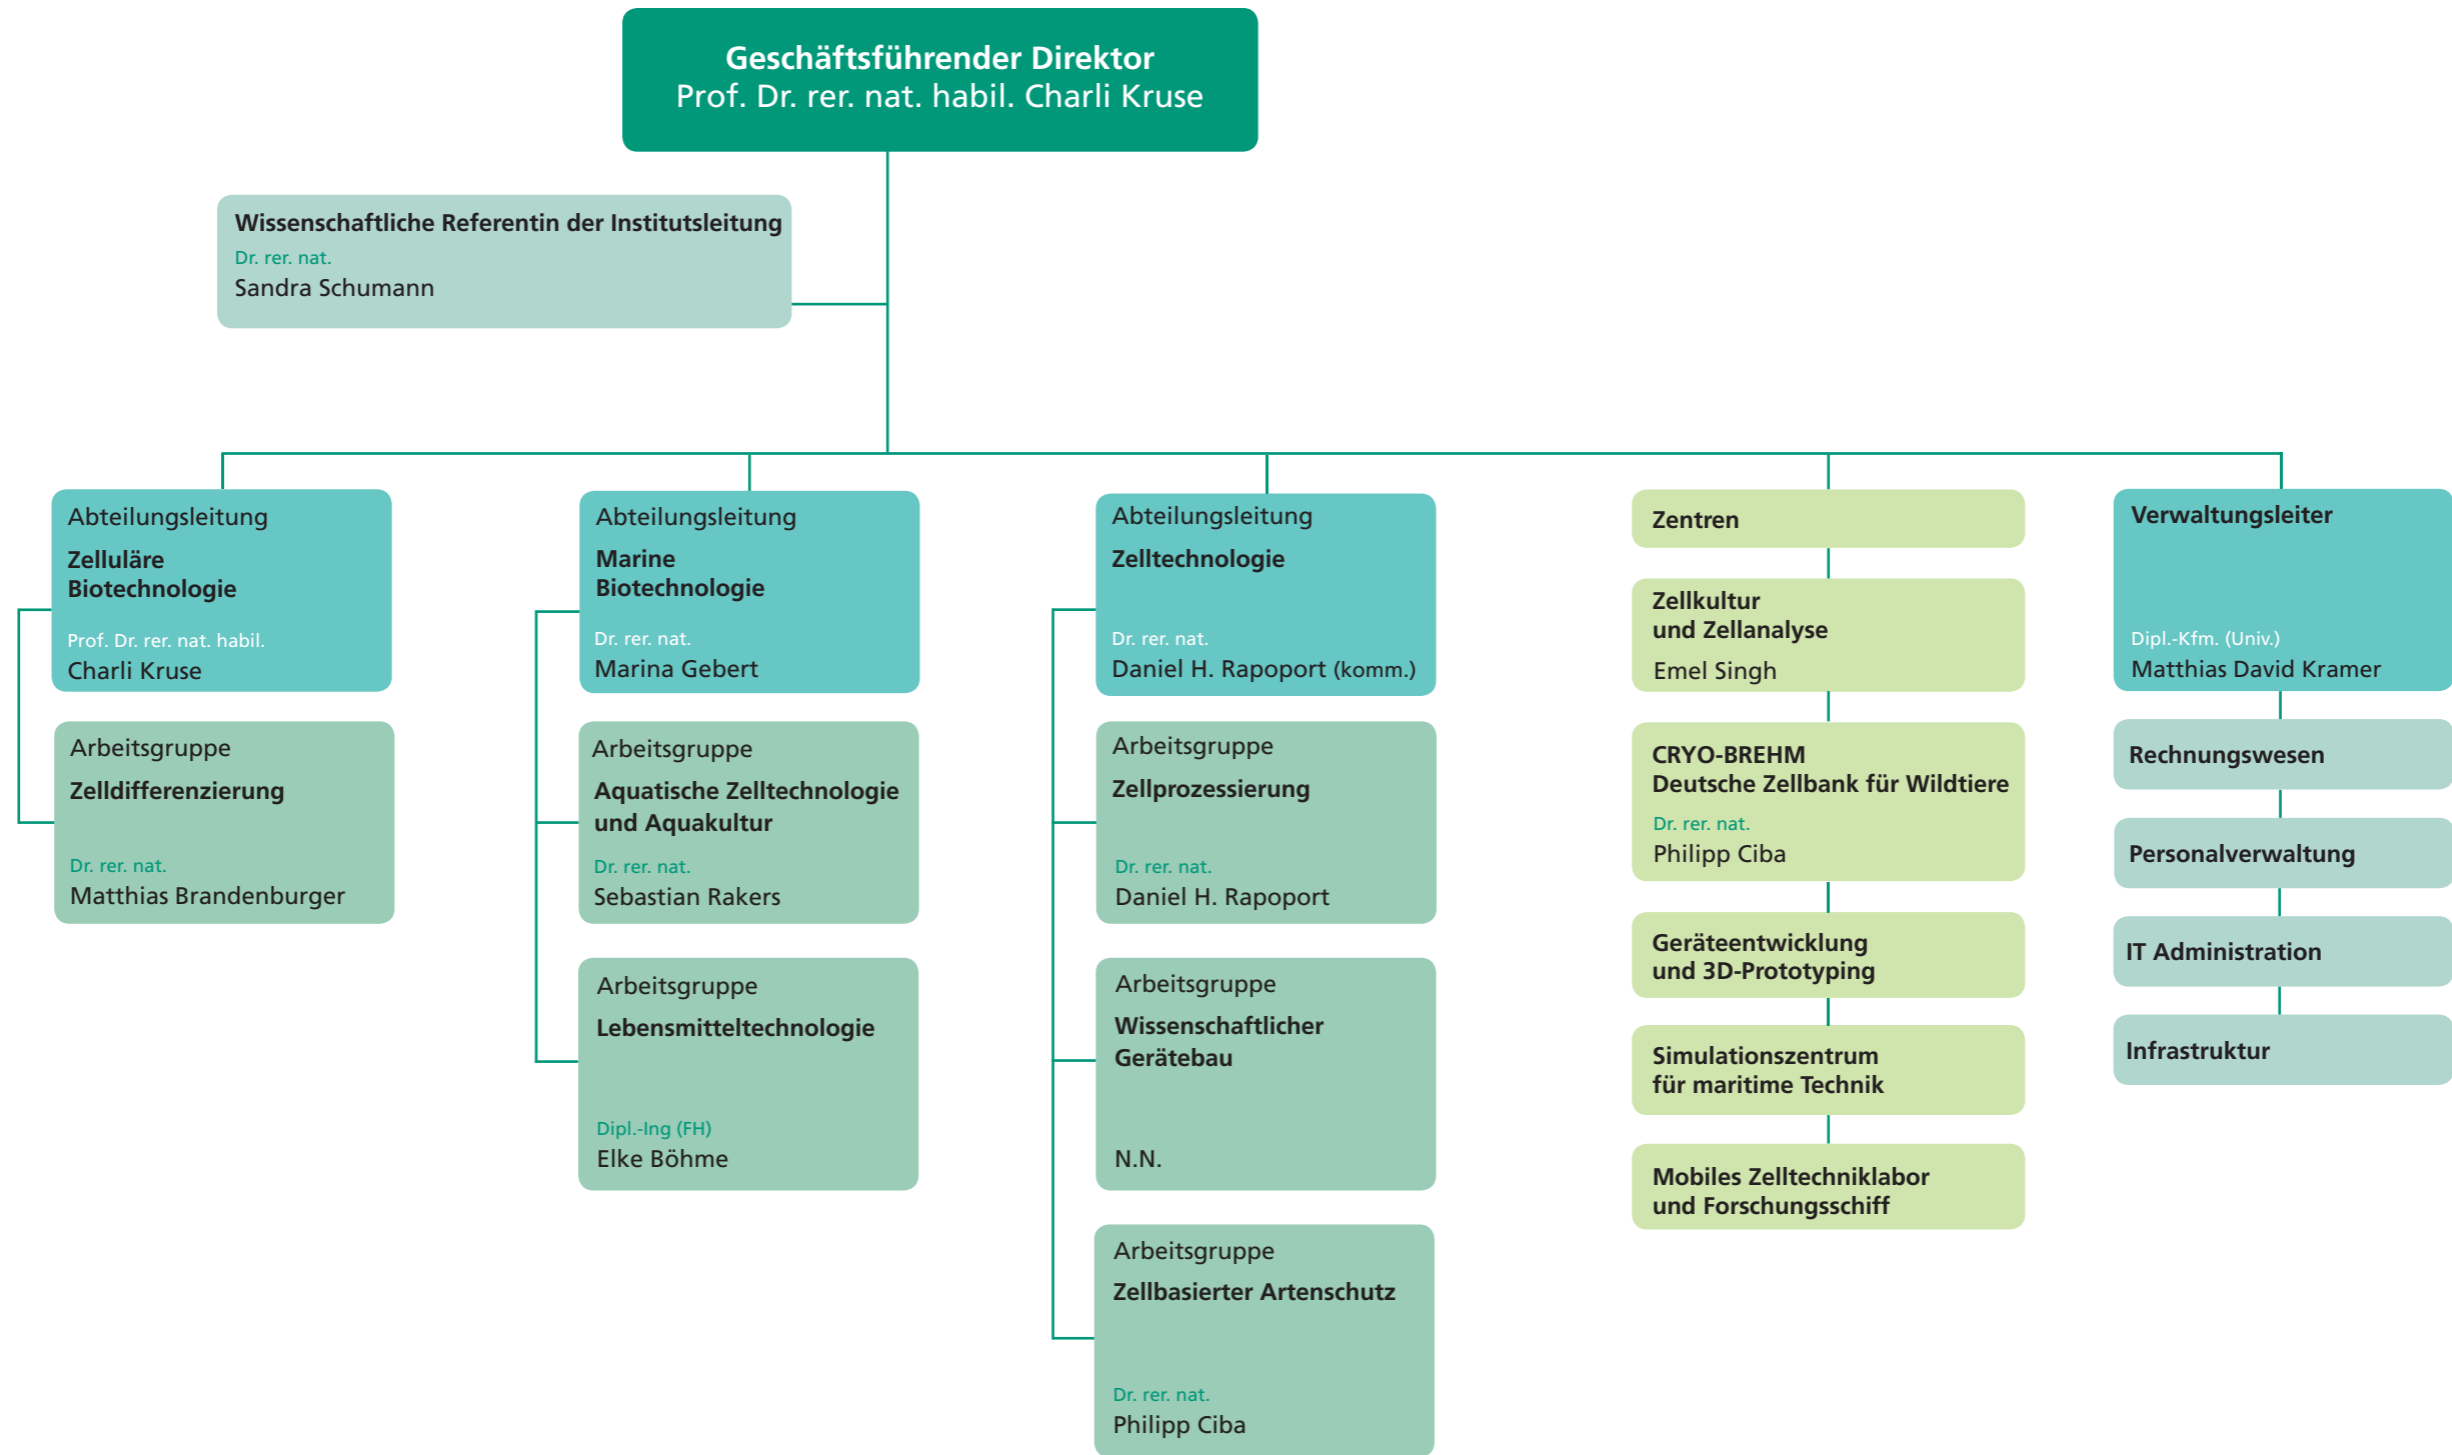 Geschäftsführender Direktor
Prof. Dr. rer. nat. habil. Charli Kruse
Wissenschaftliche Referentin der Institutsleitung
Dr. rer. nat.
Sandra Schumann
Abteilungsleitung
Zelluläre
Biotechnologie
Prof. Dr. rer. nat. habil.
Charli Kruse
Arbeitsgruppe
Zelldifferenzierung
Dr. rer. nat.
Matthias Brandenburger
Abteilungsleitung
Marine
Biotechnologie
Dr. rer. nat.
Marina Gebert
Arbeitsgruppe
Aquatische Zelltechnologie
und Aquakultur
Dr. rer. nat.
Sebastian Rakers
Arbeitsgruppe
Lebensmitteltechnologie
Dipl.-Ing (FH)
Elke Böhme
Abteilungsleitung
Zelltechnologie
Dr. rer. nat.
Daniel H. Rapoport (komm.)
Arbeitsgruppe
Zellprozessierung
Dr. rer. nat.
Daniel H. Rapoport
Arbeitsgruppe
Wissenschaftlicher
Gerätebau
N.N.
Arbeitsgruppe
Zellbasierter Artenschutz
Dr. rer. nat.
Philipp Ciba
Zentren
Zellkultur
und Zellanalyse
Emel Singh
CRYO-BREHM
Deutsche Zellbank für Wildtiere
Dr. rer. nat.
Philipp Ciba
Geräteentwicklung
und 3D-Prototyping
Simulationszentrum
für maritime Technik
Mobiles Zelltechniklabor
und Forschungsschiff
Verwaltungsleiter
Dipl.-Kfm. (Univ.)
Matthias David Kramer
Rechnungswesen
Personalverwaltung
IT Administration
Infrastruktur